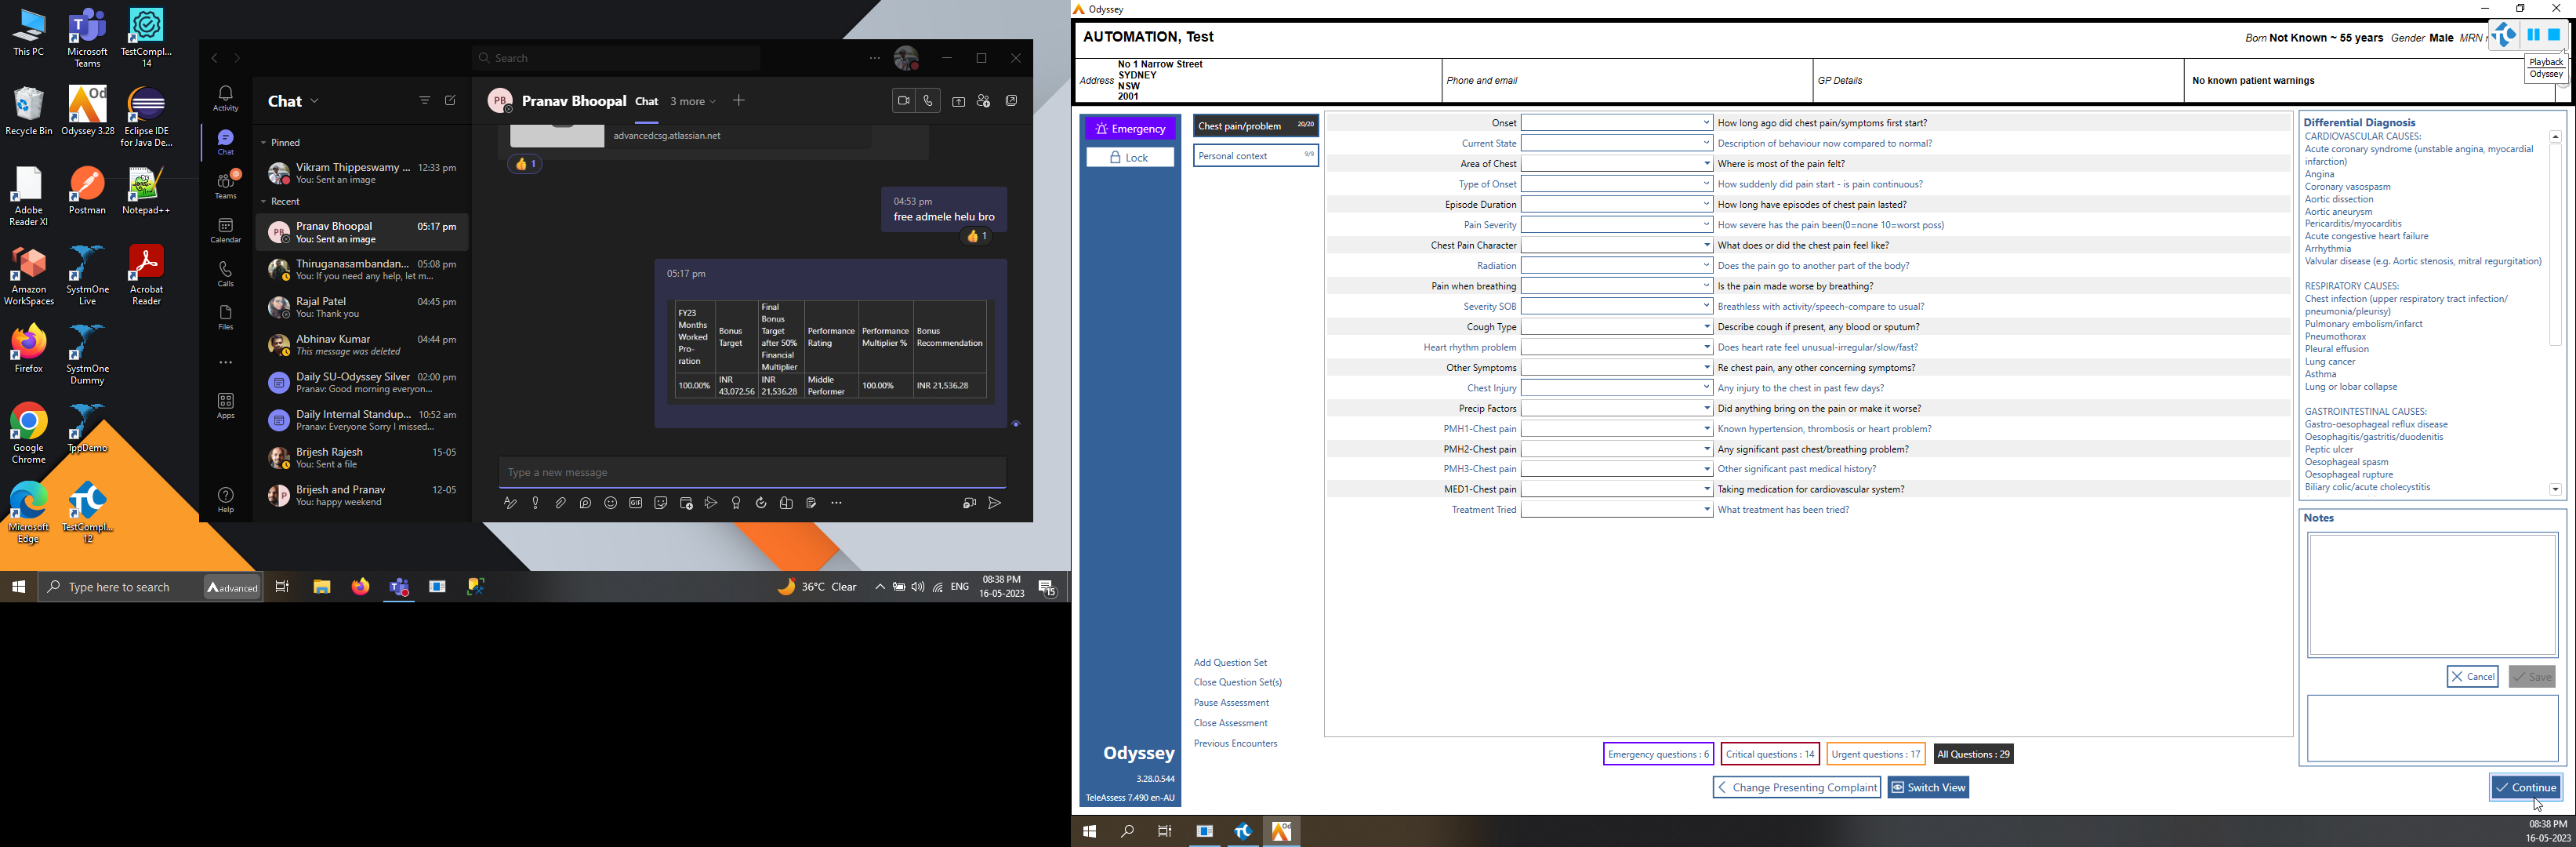 This PC
Microsoft
Teams
TestCompl...
14
Recycle Bin
Odyssey 3.28
Eclipse IDE
for Java De...
Adobe
Reader XI
Postman
Notepad++
Amazon
WorkSpaces
SystmOne
Live
Acrobat
Reader
Firefox
SystmOne
Dummy
Google
Chrome
TppDemo
Microsoft
Edge
TestCompl...
12
Search
Activity
Chat
Teams
Calendar
Calls
Files
Apps
Help
Chat
Pinned
Vikram Thippeswamy ... 12:33 pm
You: Sent an image
Recent
Pranav Bhoopal 05:17 pm
You: Sent an image
Thiruganasambandan... 05:08 pm
You: If you need any help, let m...
Rajal Patel 04:45 pm
You: Thank you
Abhinav Kumar 04:44 pm
This message was deleted
Daily SU-Odyssey Silver 02:00 pm
Pranav: Good morning everyon...
Daily Internal Standup... 10:52 am
Pranav: Everyone Sorry I missed...
Brijesh Rajesh 15-05
You: Sent a file
Brijesh and Pranav 12-05
You: happy weekend
PB Pranav Bhoopal Chat 3 more
advancedcsg.atlassian.net
1
04:53 pm
free admele helu bro
1
05:17 pm
FY23 Months Worked Pro-ration
Bonus Target
Final Bonus Target after 50% Financial Multiplier
Performance Rating
Performance Multiplier %
Bonus Recommendation
100.00%
INR 43,072.56
INR 21,536.28
Middle Performer
100.00%
INR 21,536.28
Type a new message
GIF
Type here to search
advanced
36°C Clear
ENG
08:38 PM
16-05-2023
15
Odyssey
AUTOMATION, Test
Born Not Known ~ 55 years Gender Male MRN
Playback
Odyssey
Address
No 1 Narrow Street
SYDNEY
NSW
2001
Phone and email
GP Details
No known patient warnings
Emergency
Lock
Chest pain/problem 20/20
Personal context 9/9
Onset How long ago did chest pain/symptoms first start?
Current State Description of behaviour now compared to normal?
Area of Chest Where is most of the pain felt?
Type of Onset How suddenly did pain start - is pain continuous?
Episode Duration How long have episodes of chest pain lasted?
Pain Severity How severe has the pain been(0=none 10=worst poss)
Chest Pain Character What does or did the chest pain feel like?
Radiation Does the pain go to another part of the body?
Pain when breathing Is the pain made worse by breathing?
Severity SOB Breathless with activity/speech-compare to usual?
Cough Type Describe cough if present, any blood or sputum?
Heart rhythm problem Does heart rate feel unusual-irregular/slow/fast?
Other Symptoms Re chest pain, any other concerning symptoms?
Chest Injury Any injury to the chest in past few days?
Precip Factors Did anything bring on the pain or make it worse?
PMH1-Chest pain Known hypertension, thrombosis or heart problem?
PMH2-Chest pain Any significant past chest/breathing problem?
PMH3-Chest pain Other significant past medical history?
MED1-Chest pain Taking medication for cardiovascular system?
Treatment Tried What treatment has been tried?
Add Question Set
Close Question Set(s)
Pause Assessment
Close Assessment
Previous Encounters
Odyssey
3.28.0.544
TeleAssess 7.490 en-AU
Emergency questions : 6
Critical questions : 14
Urgent questions : 17
All Questions : 29
Change Presenting Complaint
Switch View
Differential Diagnosis
CARDIOVASCULAR CAUSES:
Acute coronary syndrome (unstable angina, myocardial
infarction)
Angina
Coronary vasospasm
Aortic dissection
Aortic aneurysm
Pericarditis/myocarditis
Acute congestive heart failure
Arrhythmia
Valvular disease (e.g. Aortic stenosis, mitral regurgitation)
RESPIRATORY CAUSES:
Chest infection (upper respiratory tract infection/
pneumonia/pleurisy)
Pulmonary embolism/infarct
Pneumothorax
Pleural effusion
Lung cancer
Asthma
Lung or lobar collapse
GASTROINTESTINAL CAUSES:
Gastro-oesophageal reflux disease
Oesophagitis/gastritis/duodenitis
Peptic ulcer
Oesophageal spasm
Oesophageal rupture
Biliary colic/acute cholecystitis
Notes
Cancel
Save
Continue
08:38 PM
16-05-2023